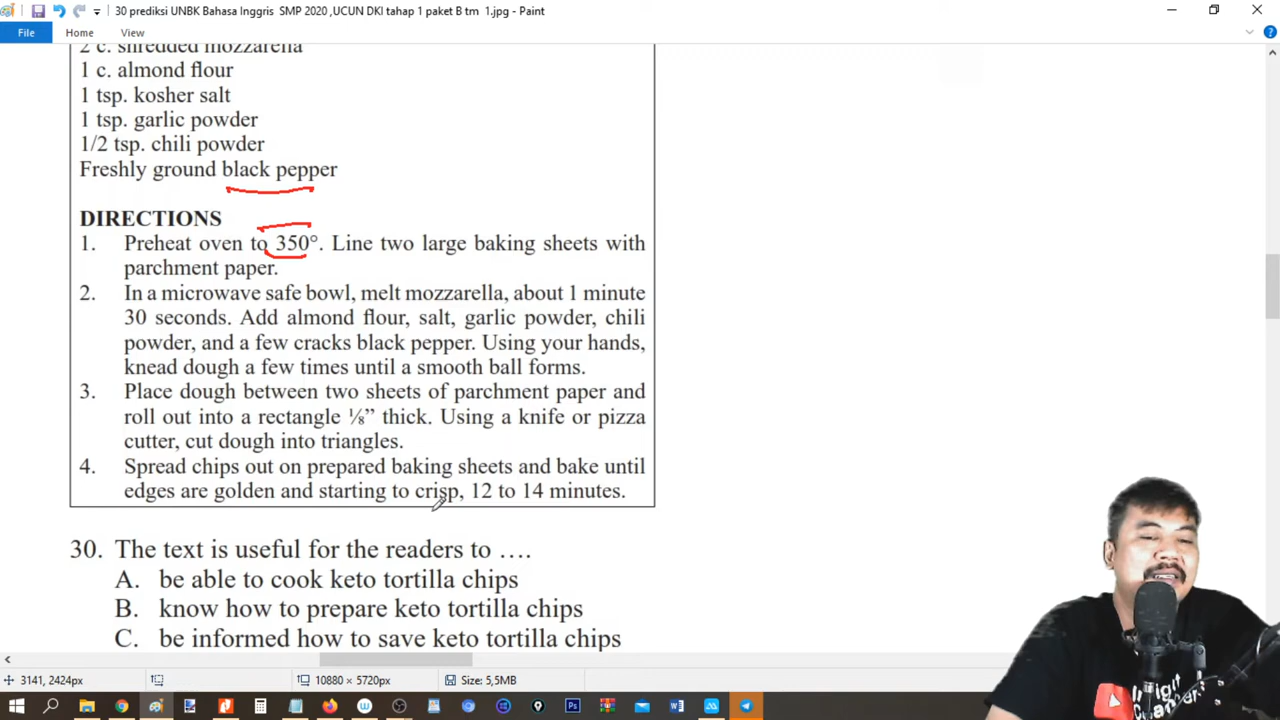 30 prediksi UNBK Bahasa Inggris SMP 2020 ,UCUN DKI tahap 1 paket B tm 1.jpg - Paint
File Home View
2 c. shredded mozzarella
1 c. almond flour
1 tsp. kosher salt
1 tsp. garlic powder
1/2 tsp. chili powder
Freshly ground black pepper
DIRECTIONS
1. Preheat oven to 350°. Line two large baking sheets with
parchment paper.
2. In a microwave safe bowl, melt mozzarella, about 1 minute
30 seconds. Add almond flour, salt, garlic powder, chili
powder, and a few cracks black pepper. Using your hands,
knead dough a few times until a smooth ball forms.
3. Place dough between two sheets of parchment paper and
roll out into a rectangle ⅛” thick. Using a knife or pizza
cutter, cut dough into triangles.
4. Spread chips out on prepared baking sheets and bake until
edges are golden and starting to crisp, 12 to 14 minutes.
30. The text is useful for the readers to ….
A. be able to cook keto tortilla chips
B. know how to prepare keto tortilla chips
C. be informed how to save keto tortilla chips
3141, 2424px 10880 × 5720px Size: 5,5MB